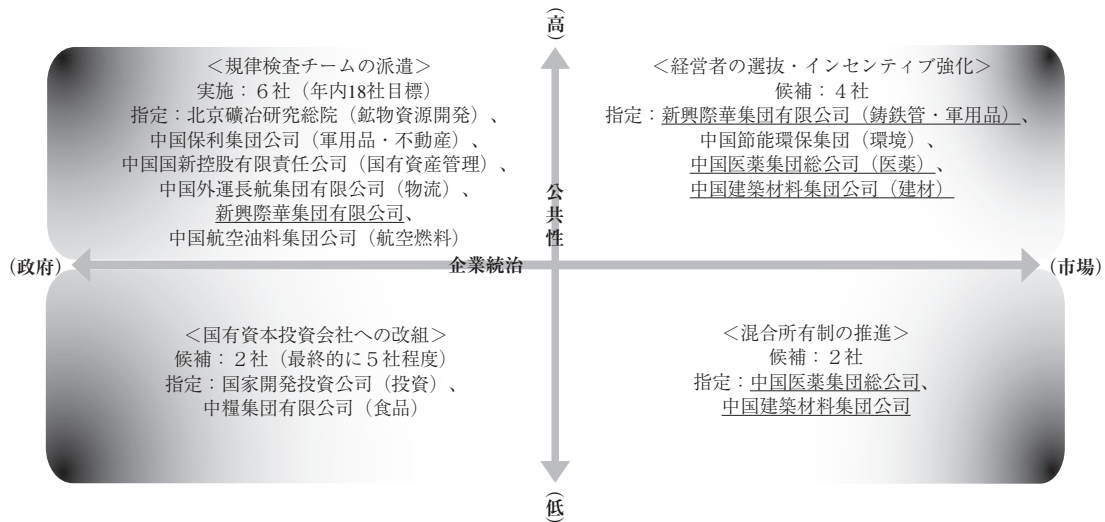 （高）
＜規律検査チームの派遣＞
実施：６社（年内18社目標）
指定：北京礦冶研究総院（鉱物資源開発）、
中国保利集団公司（軍用品・不動産）、
中国国新控股有限責任公司（国有資産管理）、
中国外運長航集団有限公司（物流）、
新興際華集団有限公司、
中国航空油料集団公司（航空燃料）
＜経営者の選抜・インセンティブ強化＞
候補：４社
指定：新興際華集団有限公司（鋳鉄管・軍用品）、
中国節能環保集団（環境）、
中国医薬集団総公司（医薬）、
中国建築材料集団公司（建材）
公共性
（政府）
企業統治
（市場）
＜国有資本投資会社への改組＞
候補：２社（最終的に５社程度）
指定：国家開発投資公司（投資）、
中糧集団有限公司（食品）
＜混合所有制の推進＞
候補：２社
指定：中国医薬集団総公司、
中国建築材料集団公司
（低）